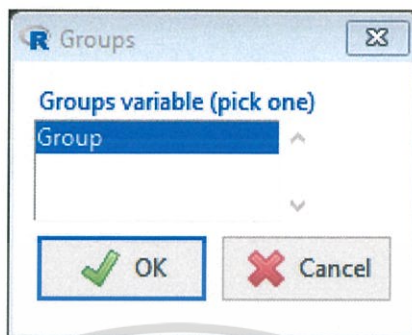 Groups
Groups variable (pick one)
Group
OK
Cancel